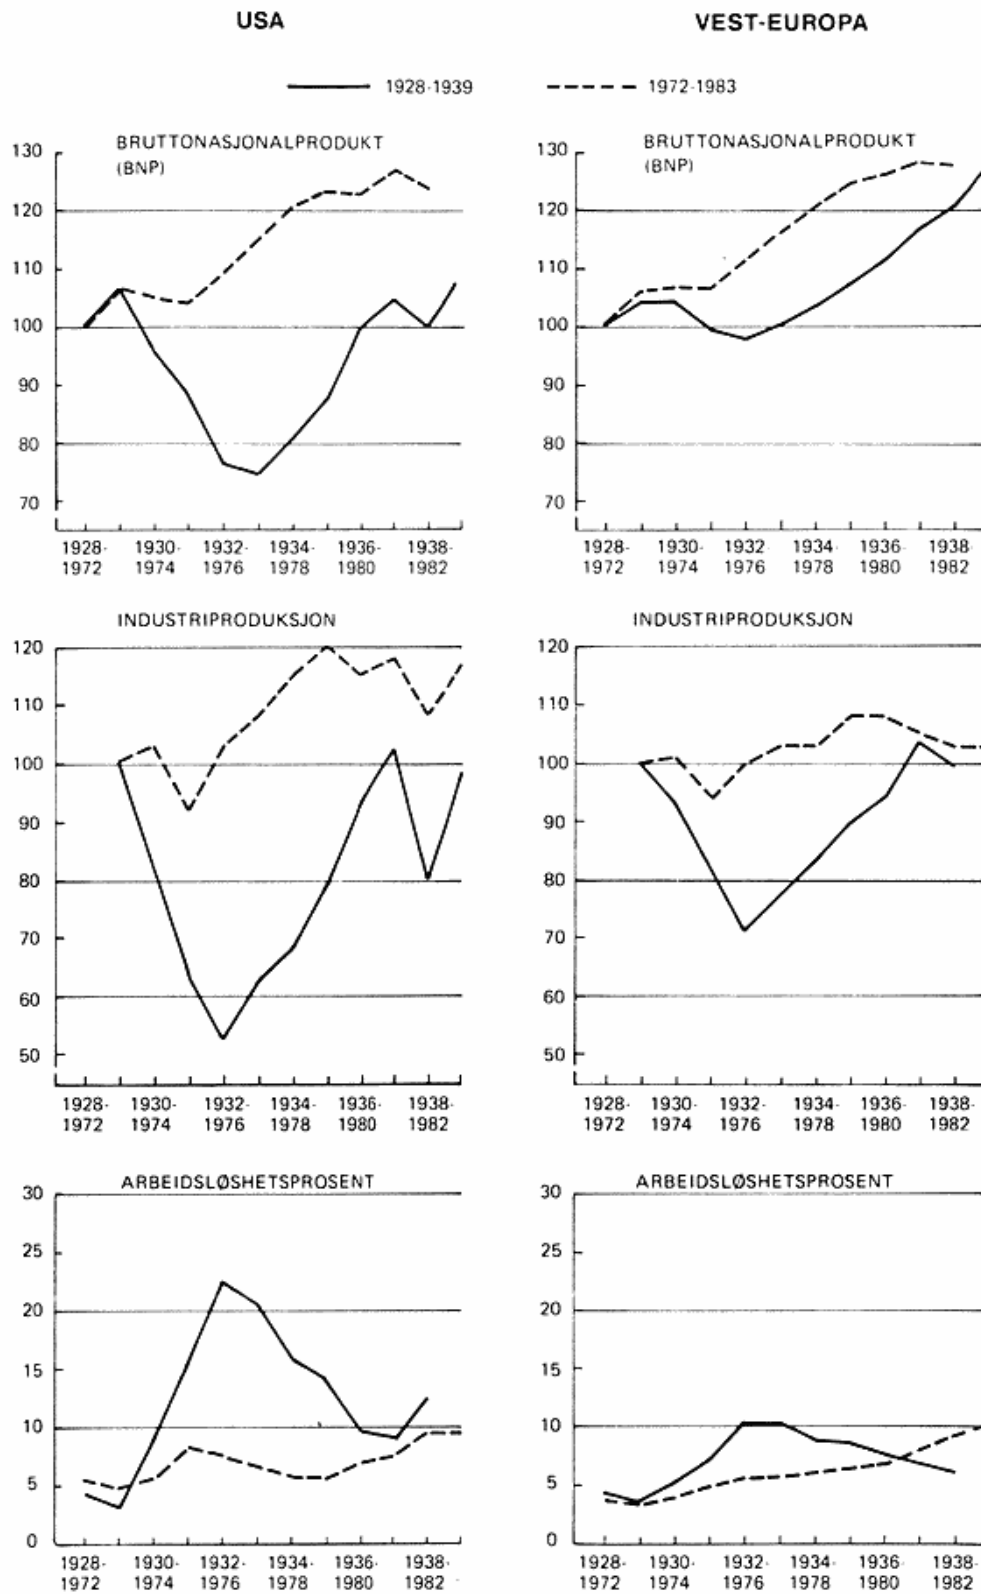 USA
VEST-EUROPA
1928-1939
1972-1983
BRUTTONASJONALPRODUKT
(BNP)
130
120
110
100
90
80
70
1928- 1930- 1932- 1934- 1936- 1938-
1972 1974 1976 1978 1980 1982
BRUTTONASJONALPRODUKT
(BNP)
130
120
110
100
90
80
70
1928- 1930- 1932- 1934- 1936- 1938-
1972 1974 1976 1978 1980 1982
INDUSTRIPRODUKSJON
120
110
100
90
80
70
60
50
1928- 1930- 1932- 1934- 1936- 1938-
1972 1974 1976 1978 1980 1982
INDUSTRIPRODUKSJON
120
110
100
90
80
70
60
50
1928- 1930- 1932- 1934- 1936- 1938-
1972 1974 1976 1978 1980 1982
ARBEIDSLØSHETSPROSENT
30
25
20
15
10
5
0
1928- 1930- 1932- 1934- 1936- 1938-
1972 1974 1976 1978 1980 1982
ARBEIDSLØSHETSPROSENT
30
25
20
15
10
5
0
1928- 1930- 1932- 1934- 1936- 1938-
1972 1974 1976 1978 1980 1982